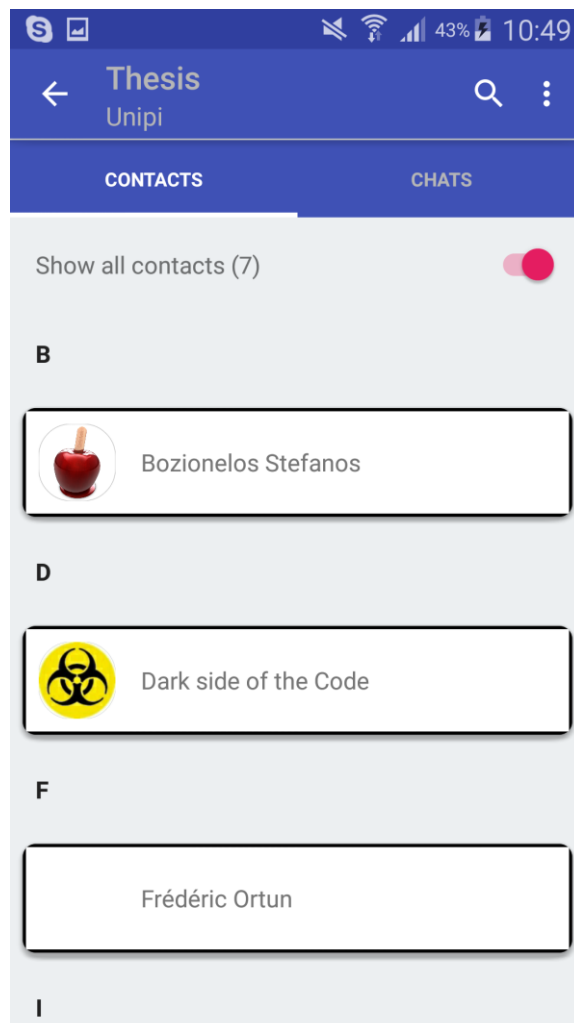 43% 10:49
Thesis
Unipi
CONTACTS CHATS
Show all contacts (7)
B
Bozionelos Stefanos
D
Dark side of the Code
F
Frédéric Ortun
I